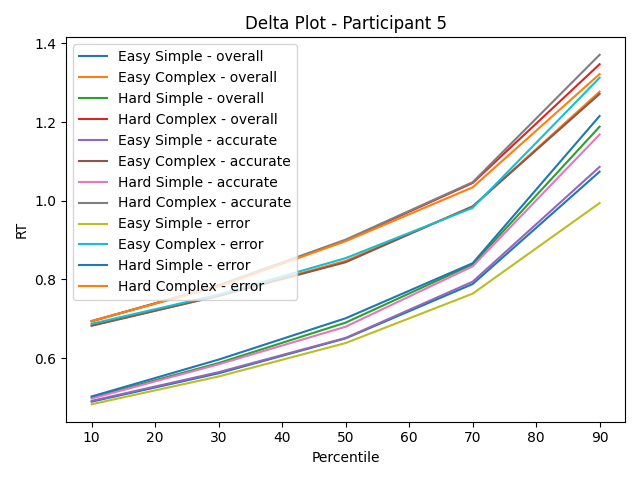 Delta Plot - Participant 5
1.4
1.2
1.0
0.8
0.6
RT
Easy Simple - overall
Easy Complex - overall
Hard Simple - overall
Hard Complex - overall
Easy Simple - accurate
Easy Complex - accurate
Hard Simple - accurate
Hard Complex - accurate
Easy Simple - error
Easy Complex - error
Hard Simple - error
Hard Complex - error
10 20 30 40 50 60 70 80 90
Percentile